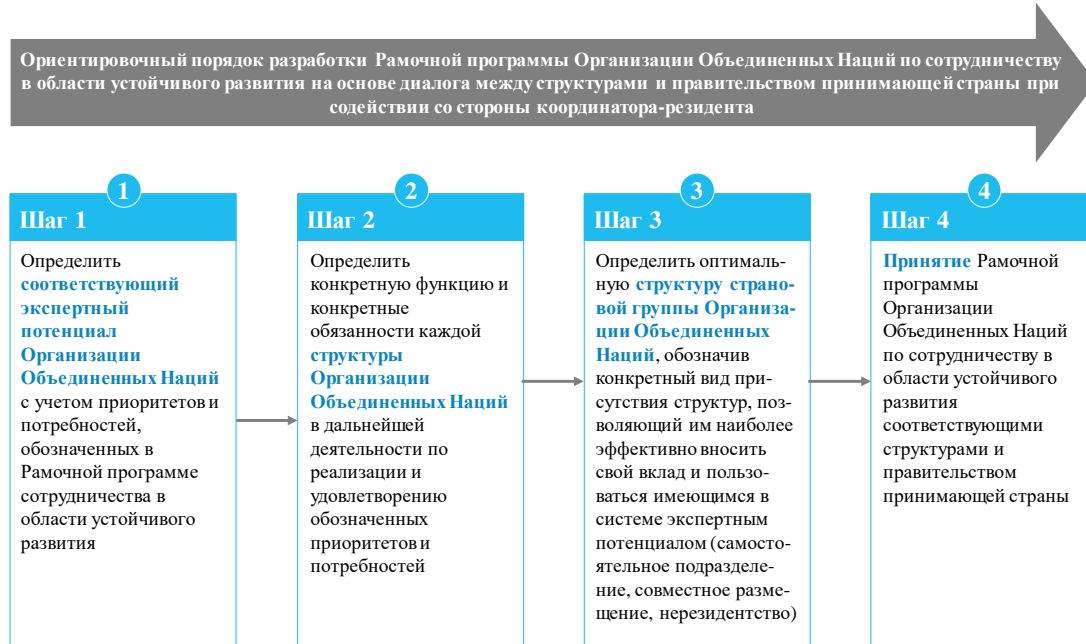 Ориентировочный порядок разработки Рамочной программы Организации Объединенных Наций по сотрудничеству
в области устойчивого развития на основе диалога между структурами и правительством принимающей страны при
содействии со стороны координатора-резидента
1
Шаг 1
Определить
соответствующий
экспертный
потенциал
Организации
Объединенных Наций
с учетом приоритетов и
потребностей,
обозначенных в
Рамочной программе
сотрудничества в
области устойчивого
развития
2
Шаг 2
Определить
конкретную функцию и
конкретные
обязанности каждой
структуры
Организации
Объединенных Наций
в дальнейшей
деятельности по
реализации и
удовлетворению
обозначенных
приоритетов и
потребностей
3
Шаг 3
Определить оптималь-
ную структуру страно-
вой группы Организа-
ции Объединенных
Наций, обозначив
конкретный вид при-
сутствия структур, поз-
воляющий им наиболее
эффективно вносить
свой вклад и пользо-
ваться имеющимся в
системе экспертным
потенциалом (самосто-
ятельное подразделе-
ние, совместное разме-
щение, нерезидентство)
4
Шаг 4
Принятие Рамочной
программы
Организации
Объединенных Наций
по сотрудничеству в
области устойчивого
развития
соответствующими
структурами и
правительством
принимающей страны